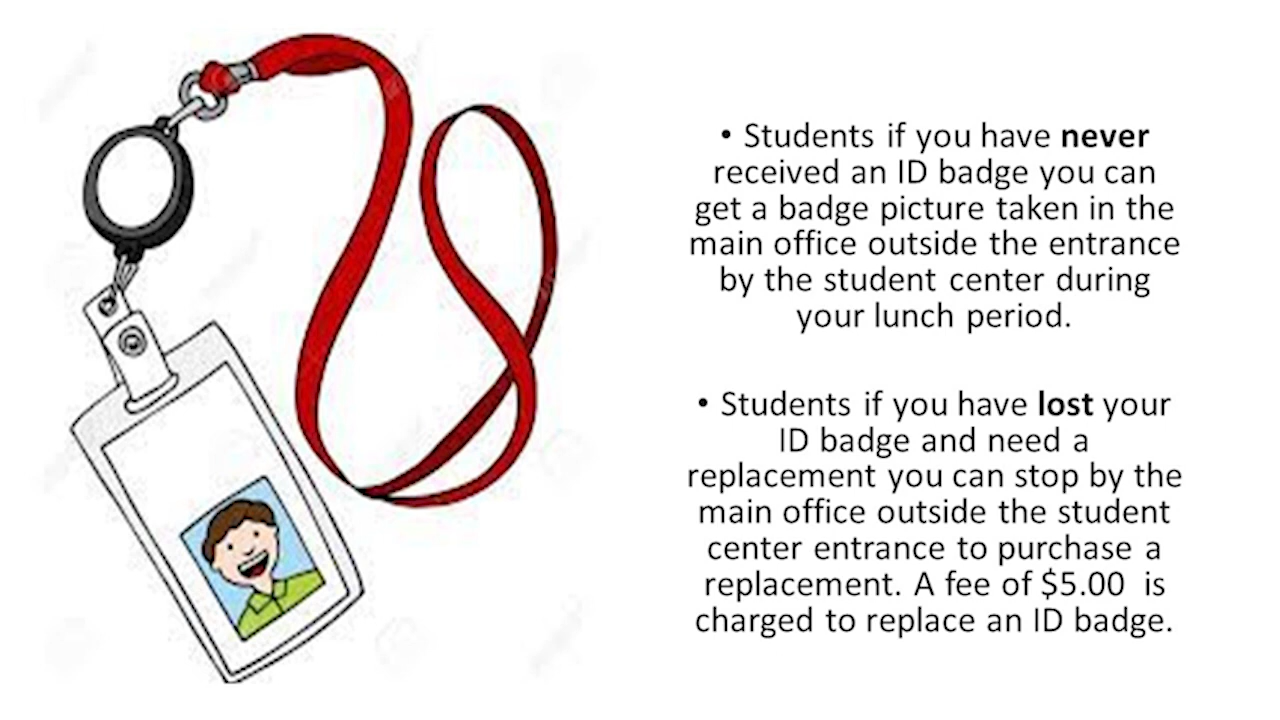 • Students if you have never
received an ID badge you can
get a badge picture taken in the
main office outside the entrance
by the student center during
your lunch period.
• Students if you have lost your
ID badge and need a
replacement you can stop by the
main office outside the student
center entrance to purchase a
replacement. A fee of $5.00  is
charged to replace an ID badge.